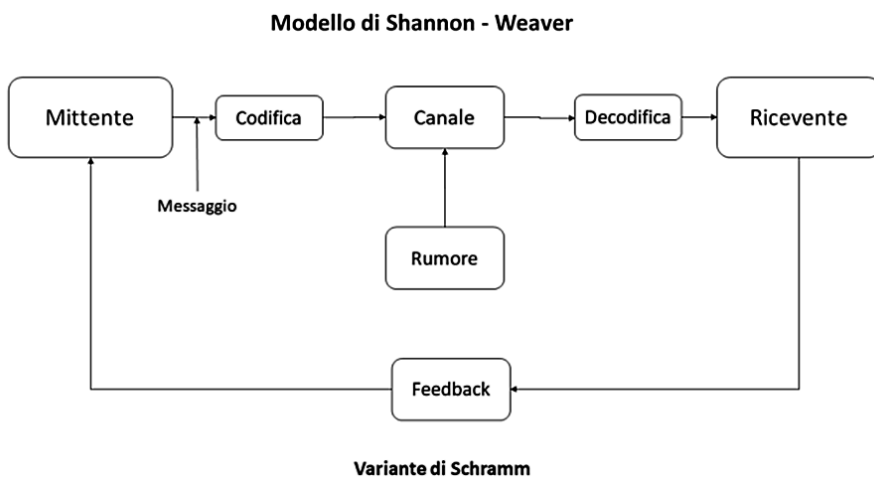 Modello di Shannon - Weaver
Mittente
Codifica
Canale
Decodifica
Ricevente
Messaggio
Rumore
Feedback
Variante di Schramm